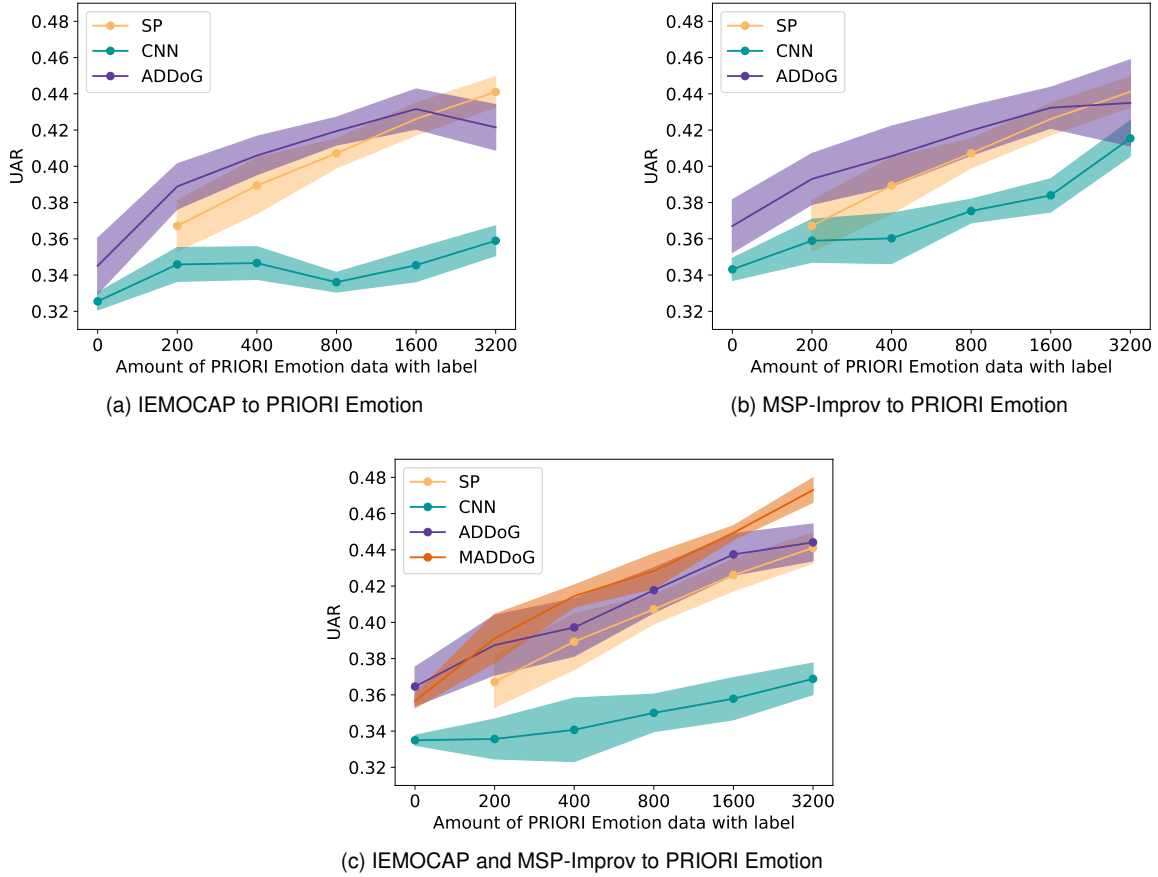 0.48
0.46
0.44
0.42
0.40
0.38
0.36
0.34
0.32
UAR
SP
CNN
ADDoG
0 200 400 800 1600 3200
Amount of PRIORI Emotion data with label
(a) IEMOCAP to PRIORI Emotion
0.48
0.46
0.44
0.42
0.40
0.38
0.36
0.34
0.32
UAR
SP
CNN
ADDoG
0 200 400 800 1600 3200
Amount of PRIORI Emotion data with label
(b) MSP-Improv to PRIORI Emotion
0.48
0.46
0.44
0.42
0.40
0.38
0.36
0.34
0.32
UAR
SP
CNN
ADDoG
MADDoG
0 200 400 800 1600 3200
Amount of PRIORI Emotion data with label
(c) IEMOCAP and MSP-Improv to PRIORI Emotion